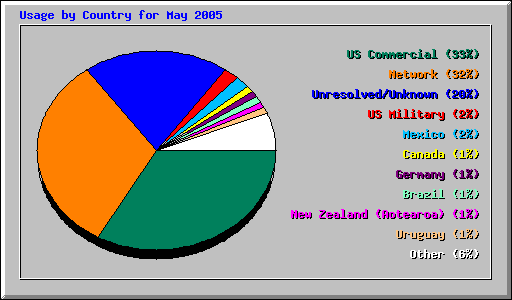 Usage by Country for May 2005
US Commercial (33%)
Network (32%)
Unresolved/Unknown (20%)
US Military (2%)
Mexico (2%)
Canada (1%)
Germany (1%)
Brazil (1%)
New Zealand (Aotearoa) (1%)
Uruguay (1%)
Other (6%)